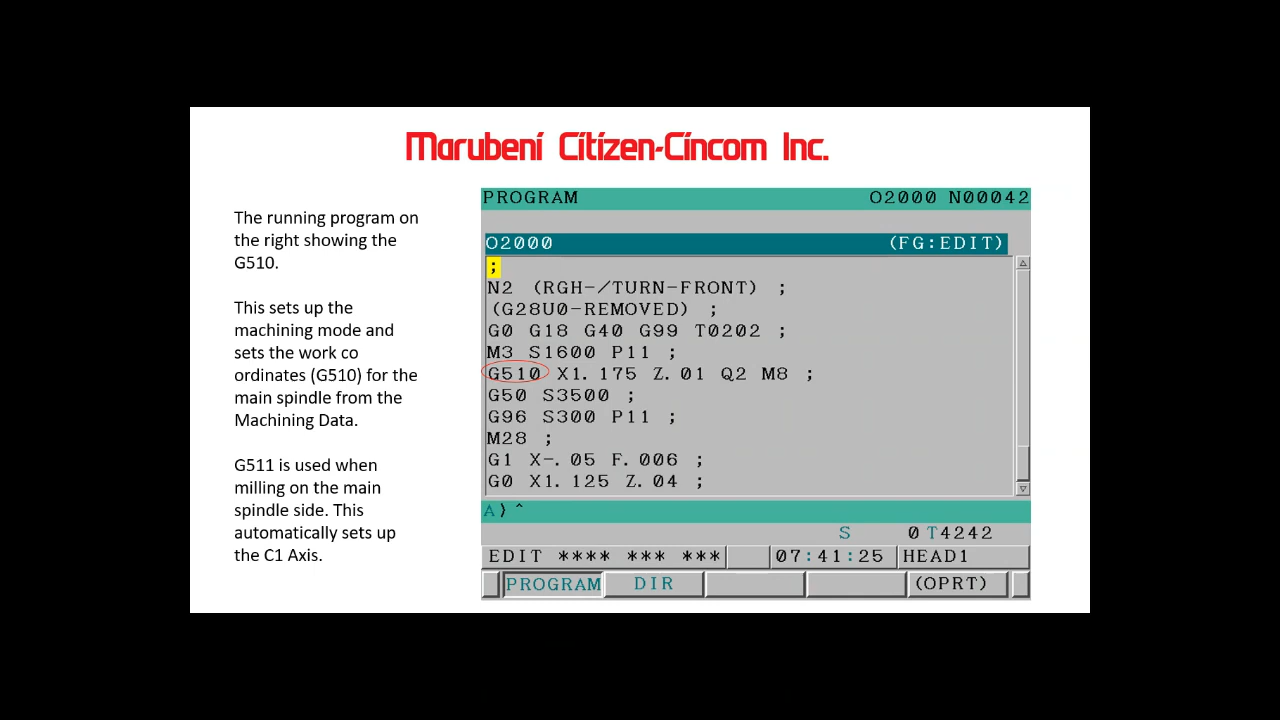 Marubeni Citizen-Cincom Inc.
The running program on
the right showing the
G510.
This sets up the
machining mode and
sets the work co
ordinates (G510) for the
main spindle from the
Machining Data.
G511 is used when
milling on the main
spindle side. This
automatically sets up
the C1 Axis.
PROGRAM O2000 N00042
O2000 (FG:EDIT)
;
N2 (RGH-/TURN-FRONT) ;
(G28U0-REMOVED) ;
G0 G18 G40 G99 T0202 ;
M3 S1600 P11 ;
G510 X1.175 Z.01 Q2 M8 ;
G50 S3500 ;
G96 S300 P11 ;
M28 ;
G1 X-.05 F.006 ;
G0 X1.125 Z.04 ;
A)^
S 0 T4242
EDIT **** *** *** 07:41:25 HEAD1
PROGRAM DIR (OPRT)